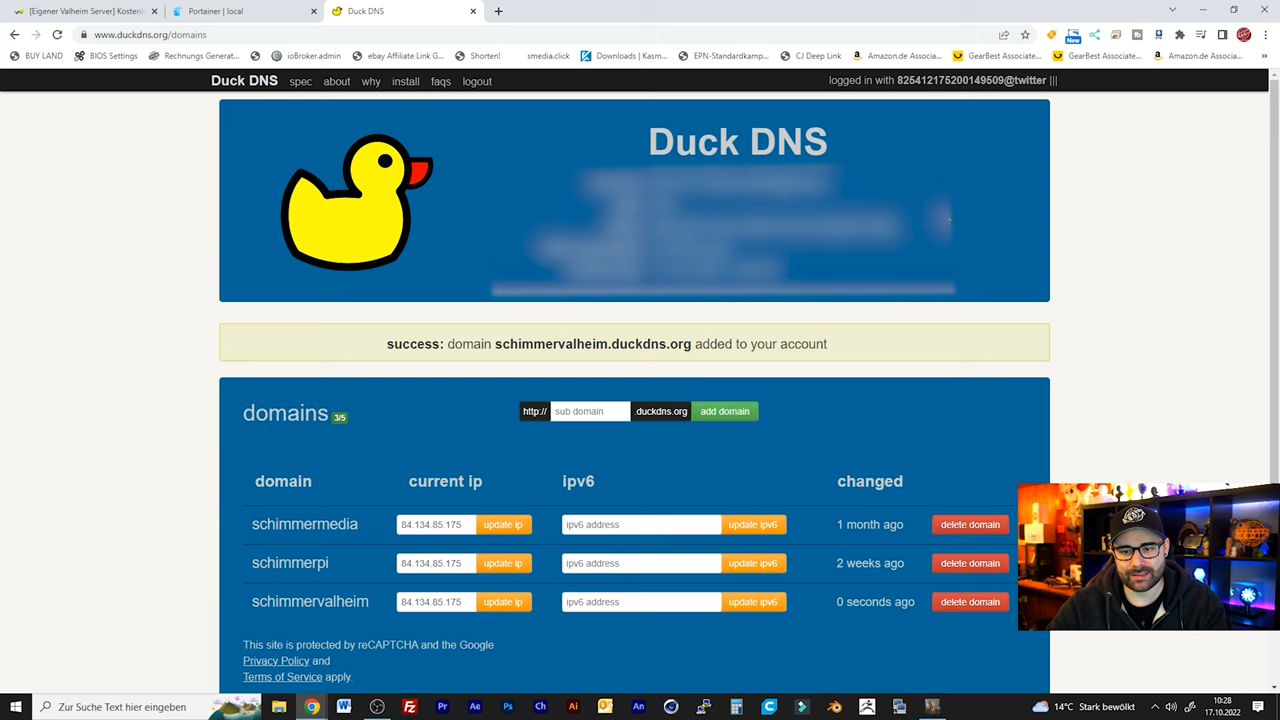 [Eigener Valheim Server] Kostenl
Portainer | local
Duck DNS
www.duckdns.org/domains
New
BUY LAND
BIOS Settings
Rechnungs Generat...
ioBroker.admin
ebay Affiliate Link G...
Shorten!
smedia.click
Downloads | Kasm...
EPN-Standardkamp...
CJ Deep Link
Amazon.de Associa...
GearBest Associate...
GearBest Associate...
Amazon.de Associa...
Duck DNS spec about why install faqs logout
logged in with 825412175200149509@twitter |||
Duck DNS
success: domain schimmervalheim.duckdns.org added to your account
domains 3/5
http:// sub domain .duckdns.org add domain
domain current ip ipv6 changed
schimmermedia 84.134.85.175 update ip ipv6 address update ipv6 1 month ago delete domain
schimmerpi 84.134.85.175 update ip ipv6 address update ipv6 2 weeks ago delete domain
schimmervalheim 84.134.85.175 update ip ipv6 address update ipv6 0 seconds ago delete domain
This site is protected by reCAPTCHA and the Google
Privacy Policy and
Terms of Service apply.
Zur Suche Text hier eingeben
14°C Stark bewölkt
10:28
17.10.2022